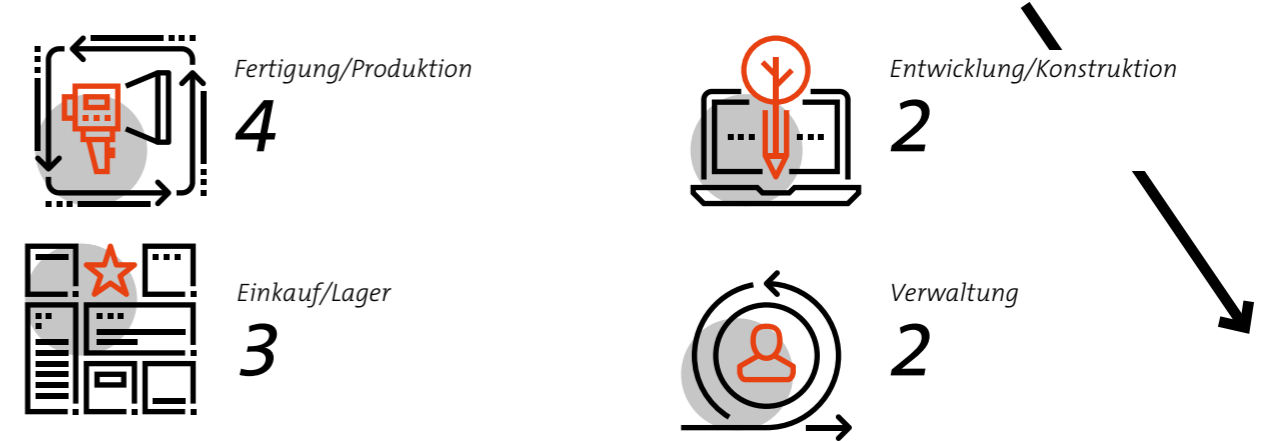 Fertigung/Produktion
4
Entwicklung/Konstruktion
2
Einkauf/Lager
3
Verwaltung
2